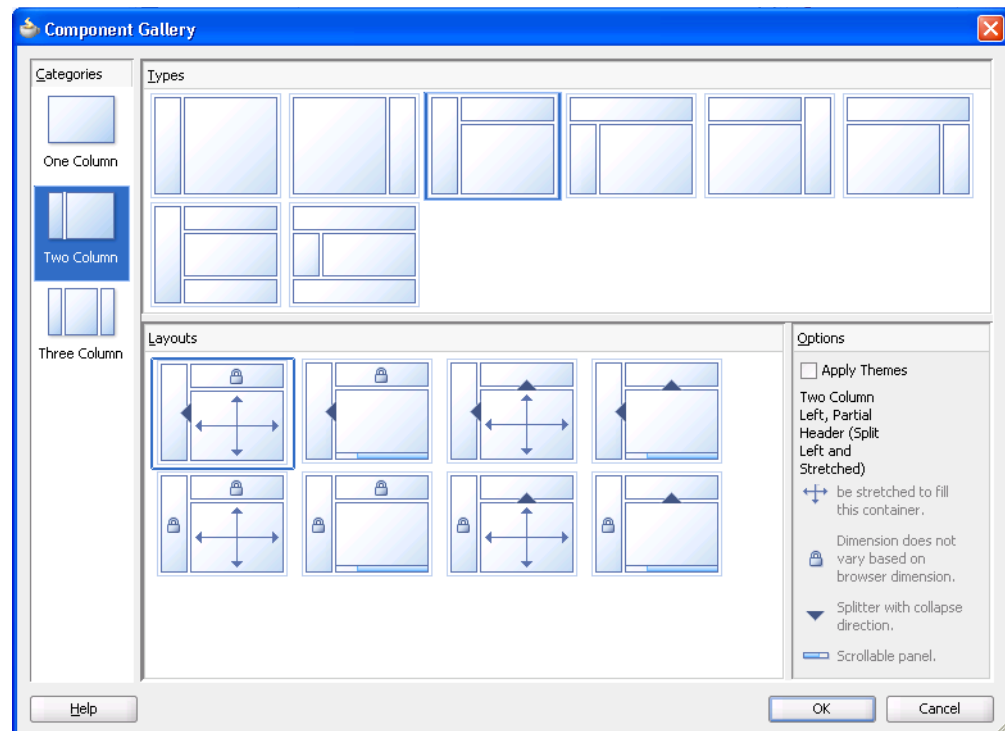 Component Gallery
Categories
One Column
Two Column
Three Column
Types
Layouts
Options
Apply Themes
Two Column
Left, Partial
Header (Split
Left and
Stretched)
be stretched to fill
this container.
Dimension does not
vary based on
browser dimension.
Splitter with collapse
direction.
Scrollable panel.
Help
OK
Cancel